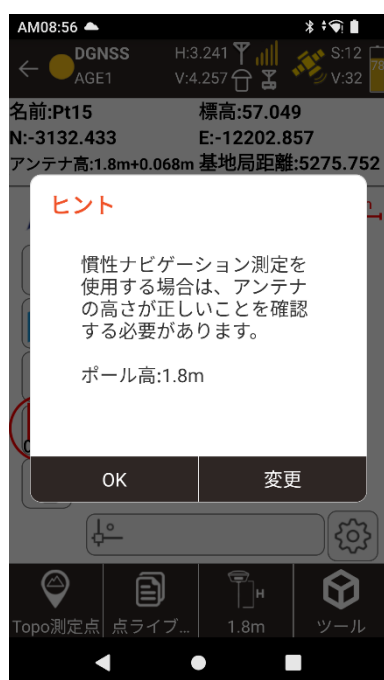 AM08:56
DGNSS H:3.241 S:12
AGE1 V:4.257 V:32
78
名前:Pt15 標高:57.049
N:-3132.433 E:-12202.857
アンテナ高:1.8m+0.068m 基地局距離:5275.752
ヒント
慣性ナビゲーション測定を
使用する場合は、アンテナ
の高さが正しいことを確認
する必要があります。
ポール高:1.8m
OK 変更
H
Topo測定点 点ライブ... 1.8m ツール